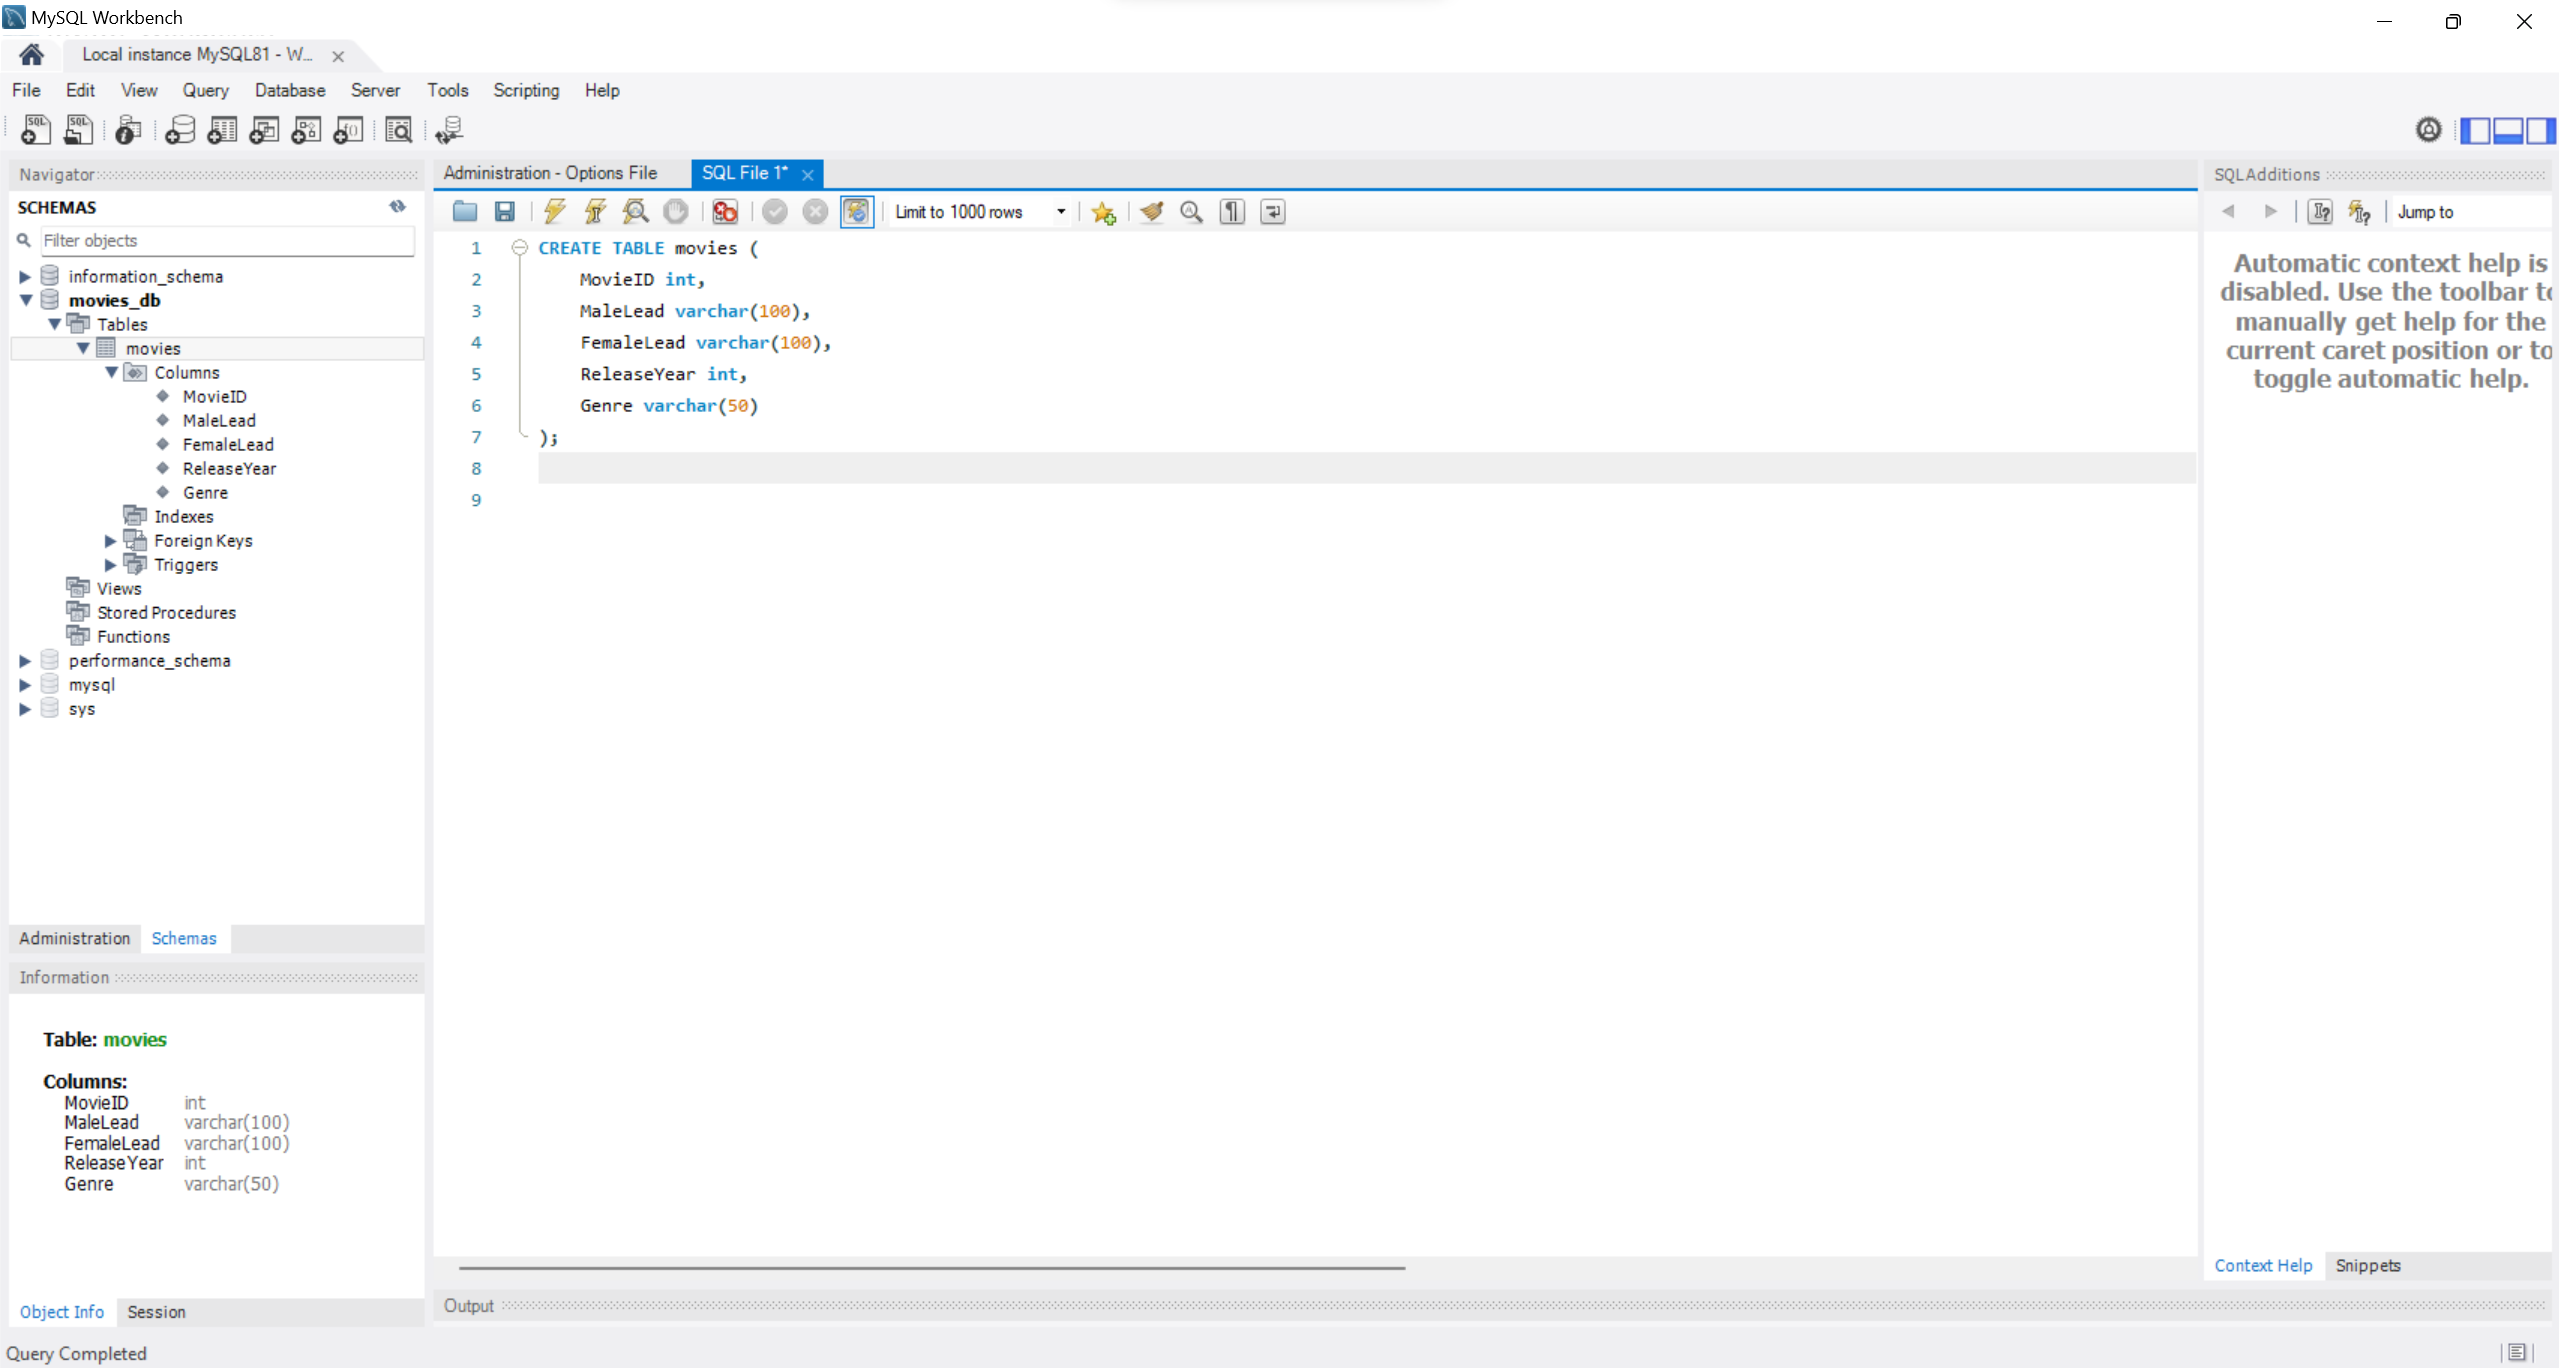 MySQL Workbench
Local instance MySQL81 - W...
File Edit View Query Database Server Tools Scripting Help
Navigator
SCHEMAS
Filter objects
information_schema
movies_db
Tables
movies
Columns
MovieID
MaleLead
FemaleLead
ReleaseYear
Genre
Indexes
Foreign Keys
Triggers
Views
Stored Procedures
Functions
performance_schema
mysql
sys
Administration Schemas
Information
Table: movies
Columns:
MovieID int
MaleLead varchar(100)
FemaleLead varchar(100)
ReleaseYear int
Genre varchar(50)
Object Info Session
Query Completed
Administration - Options File SQL File 1*
Limit to 1000 rows
1 CREATE TABLE movies (
2 MovieID int,
3 MaleLead varchar(100),
4 FemaleLead varchar(100),
5 ReleaseYear int,
6 Genre varchar(50)
7 );
8
9
Output
SQLAdditions
Jump to
Automatic context help is
disabled. Use the toolbar to
manually get help for the
current caret position or to
toggle automatic help.
Context Help Snippets